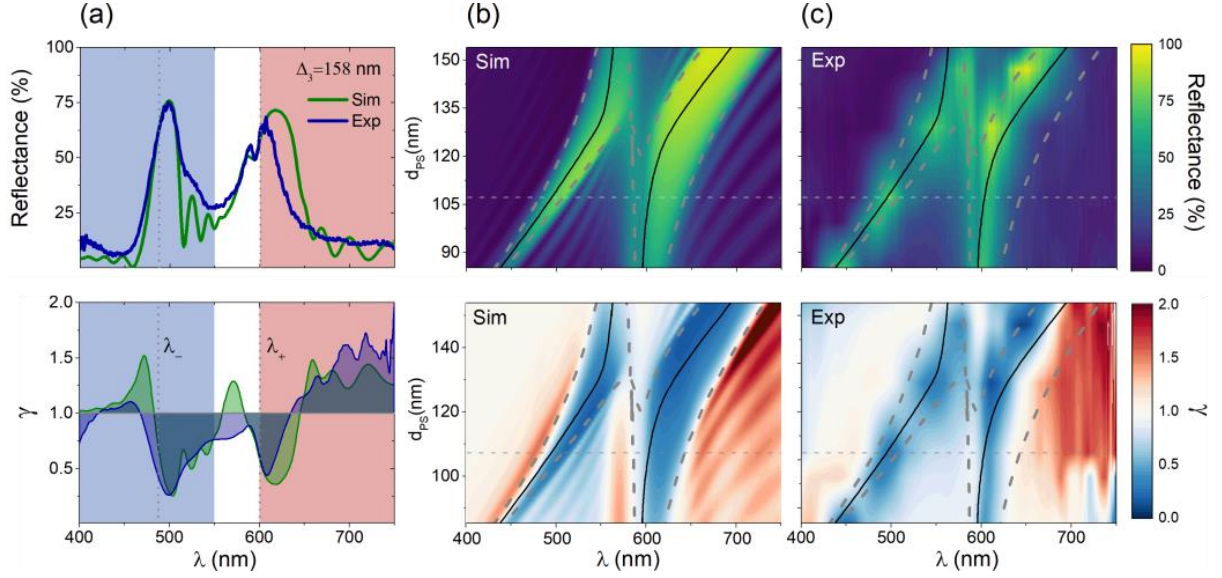 (a)
(b)
(c)
100
75
50
25
Reflectance (%)
Δ₃=158 nm
Sim
Exp
150
135
120
105
90
d_PS(nm)
Sim
Exp
100
75
50
25
0
Reflectance (%)
2.0
1.5
1.0
0.5
γ
λ₋
λ₊
400 500 600 700
λ (nm)
140
120
100
d_PS(nm)
Sim
400 500 600 700
λ (nm)
Exp
400 500 600 700
λ (nm)
2.0
1.5
1.0
0.5
0.0
γ